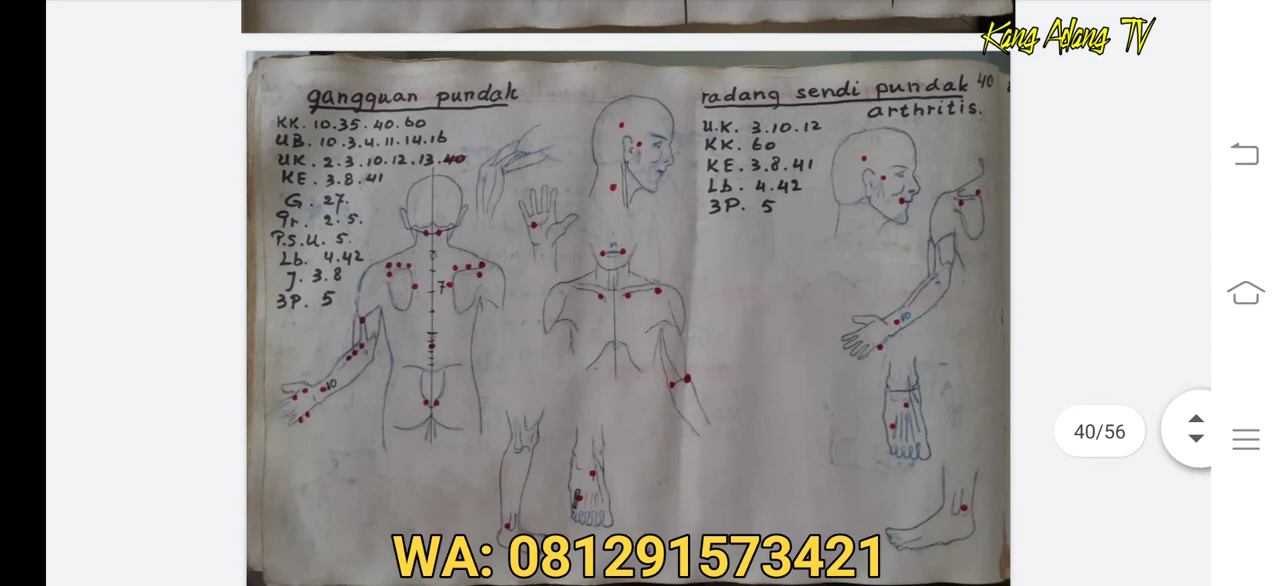 Kang Adang TV
gangguan pundak
KK. 10.35.40.60
UB. 10.3.4.11.14.16
UK. 2.3.10.12.13.40
KE. 3.8.41
G. 27.
Gr. 2.5.
P.S.U. 5.
Lb. 4.42
J. 3.8
3P. 5
7
10
radang sendi pundak 40
arthritis.
U.K. 3.10.12
KK. 60
KE. 3.8.41
Lb. 4.42
3P. 5
10
40/56
WA: 081291573421